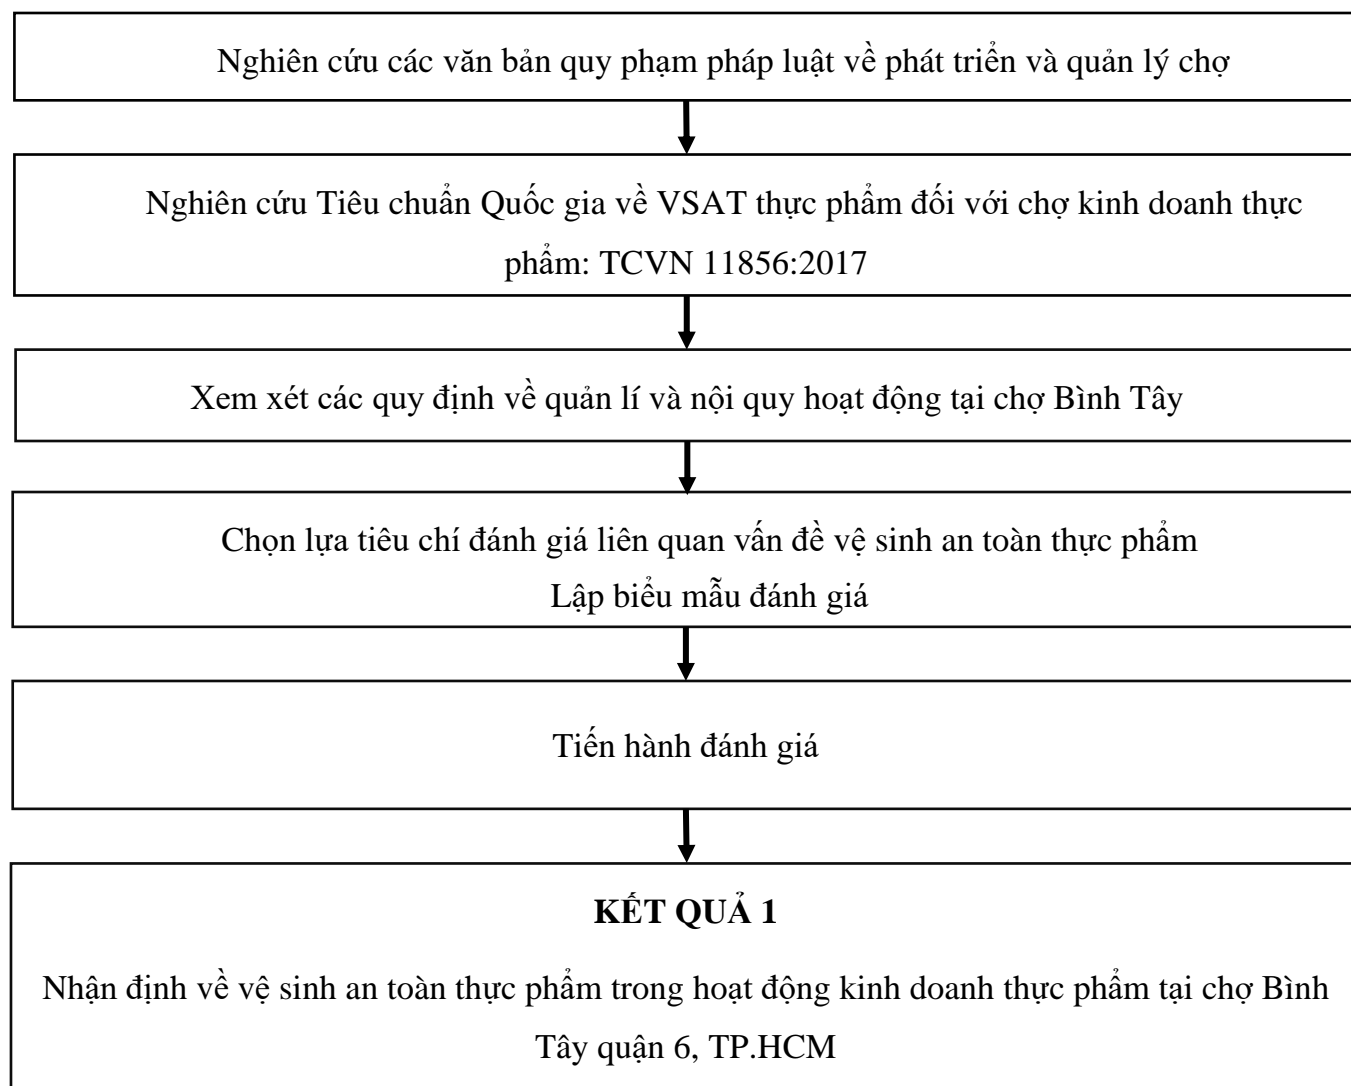 Nghiên cứu các văn bản quy phạm pháp luật về phát triển và quản lý chợ
Nghiên cứu Tiêu chuẩn Quốc gia về VSAT thực phẩm đối với chợ kinh doanh thực
phẩm: TCVN 11856:2017
Xem xét các quy định về quản lí và nội quy hoạt động tại chợ Bình Tây
Chọn lựa tiêu chí đánh giá liên quan vấn đề vệ sinh an toàn thực phẩm
Lập biểu mẫu đánh giá
Tiến hành đánh giá
KẾT QUẢ 1
Nhận định về vệ sinh an toàn thực phẩm trong hoạt động kinh doanh thực phẩm tại chợ Bình
Tây quận 6, TP.HCM